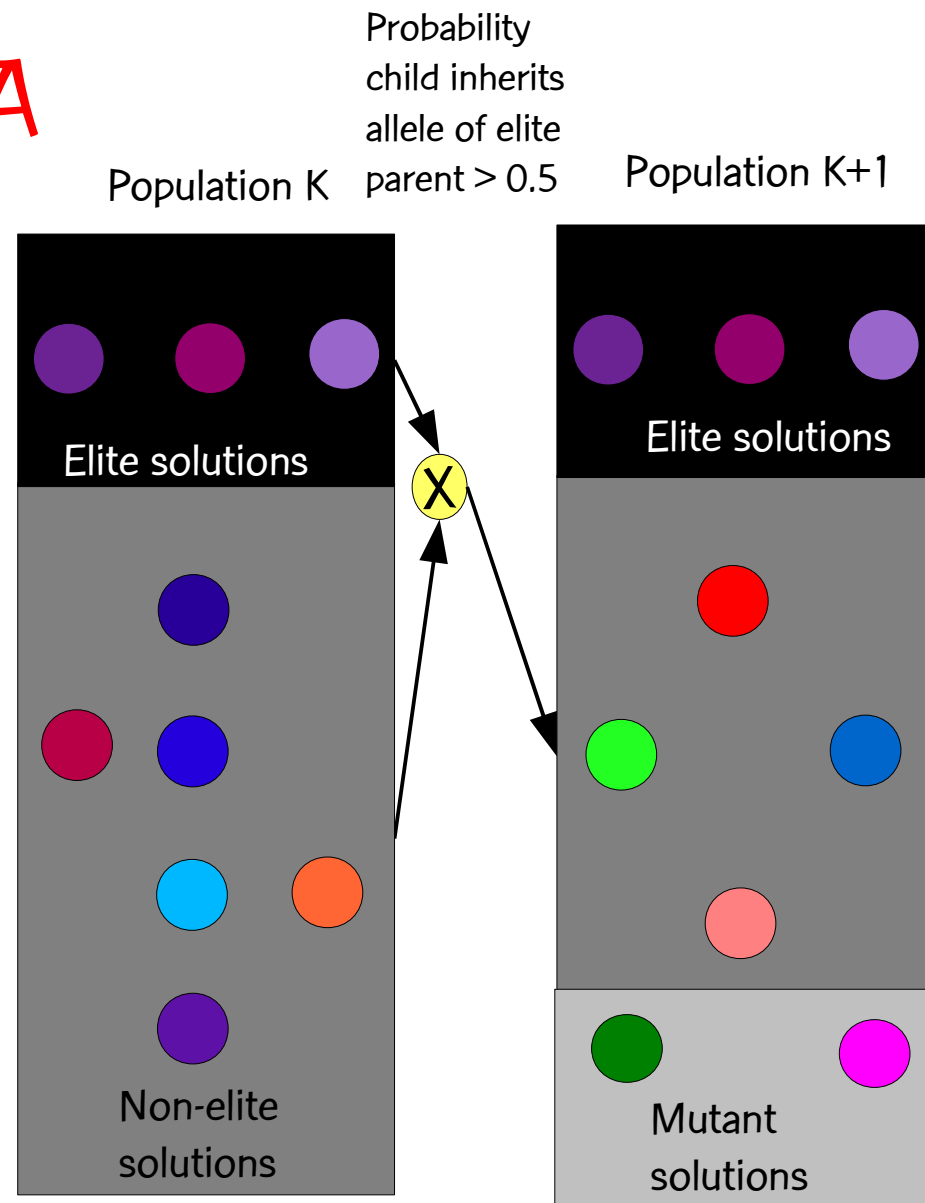 A
Probability
child inherits
allele of elite
parent > 0.5
Population K
Population K+1
Elite solutions
Elite solutions
X
Non-elite
solutions
Mutant
solutions